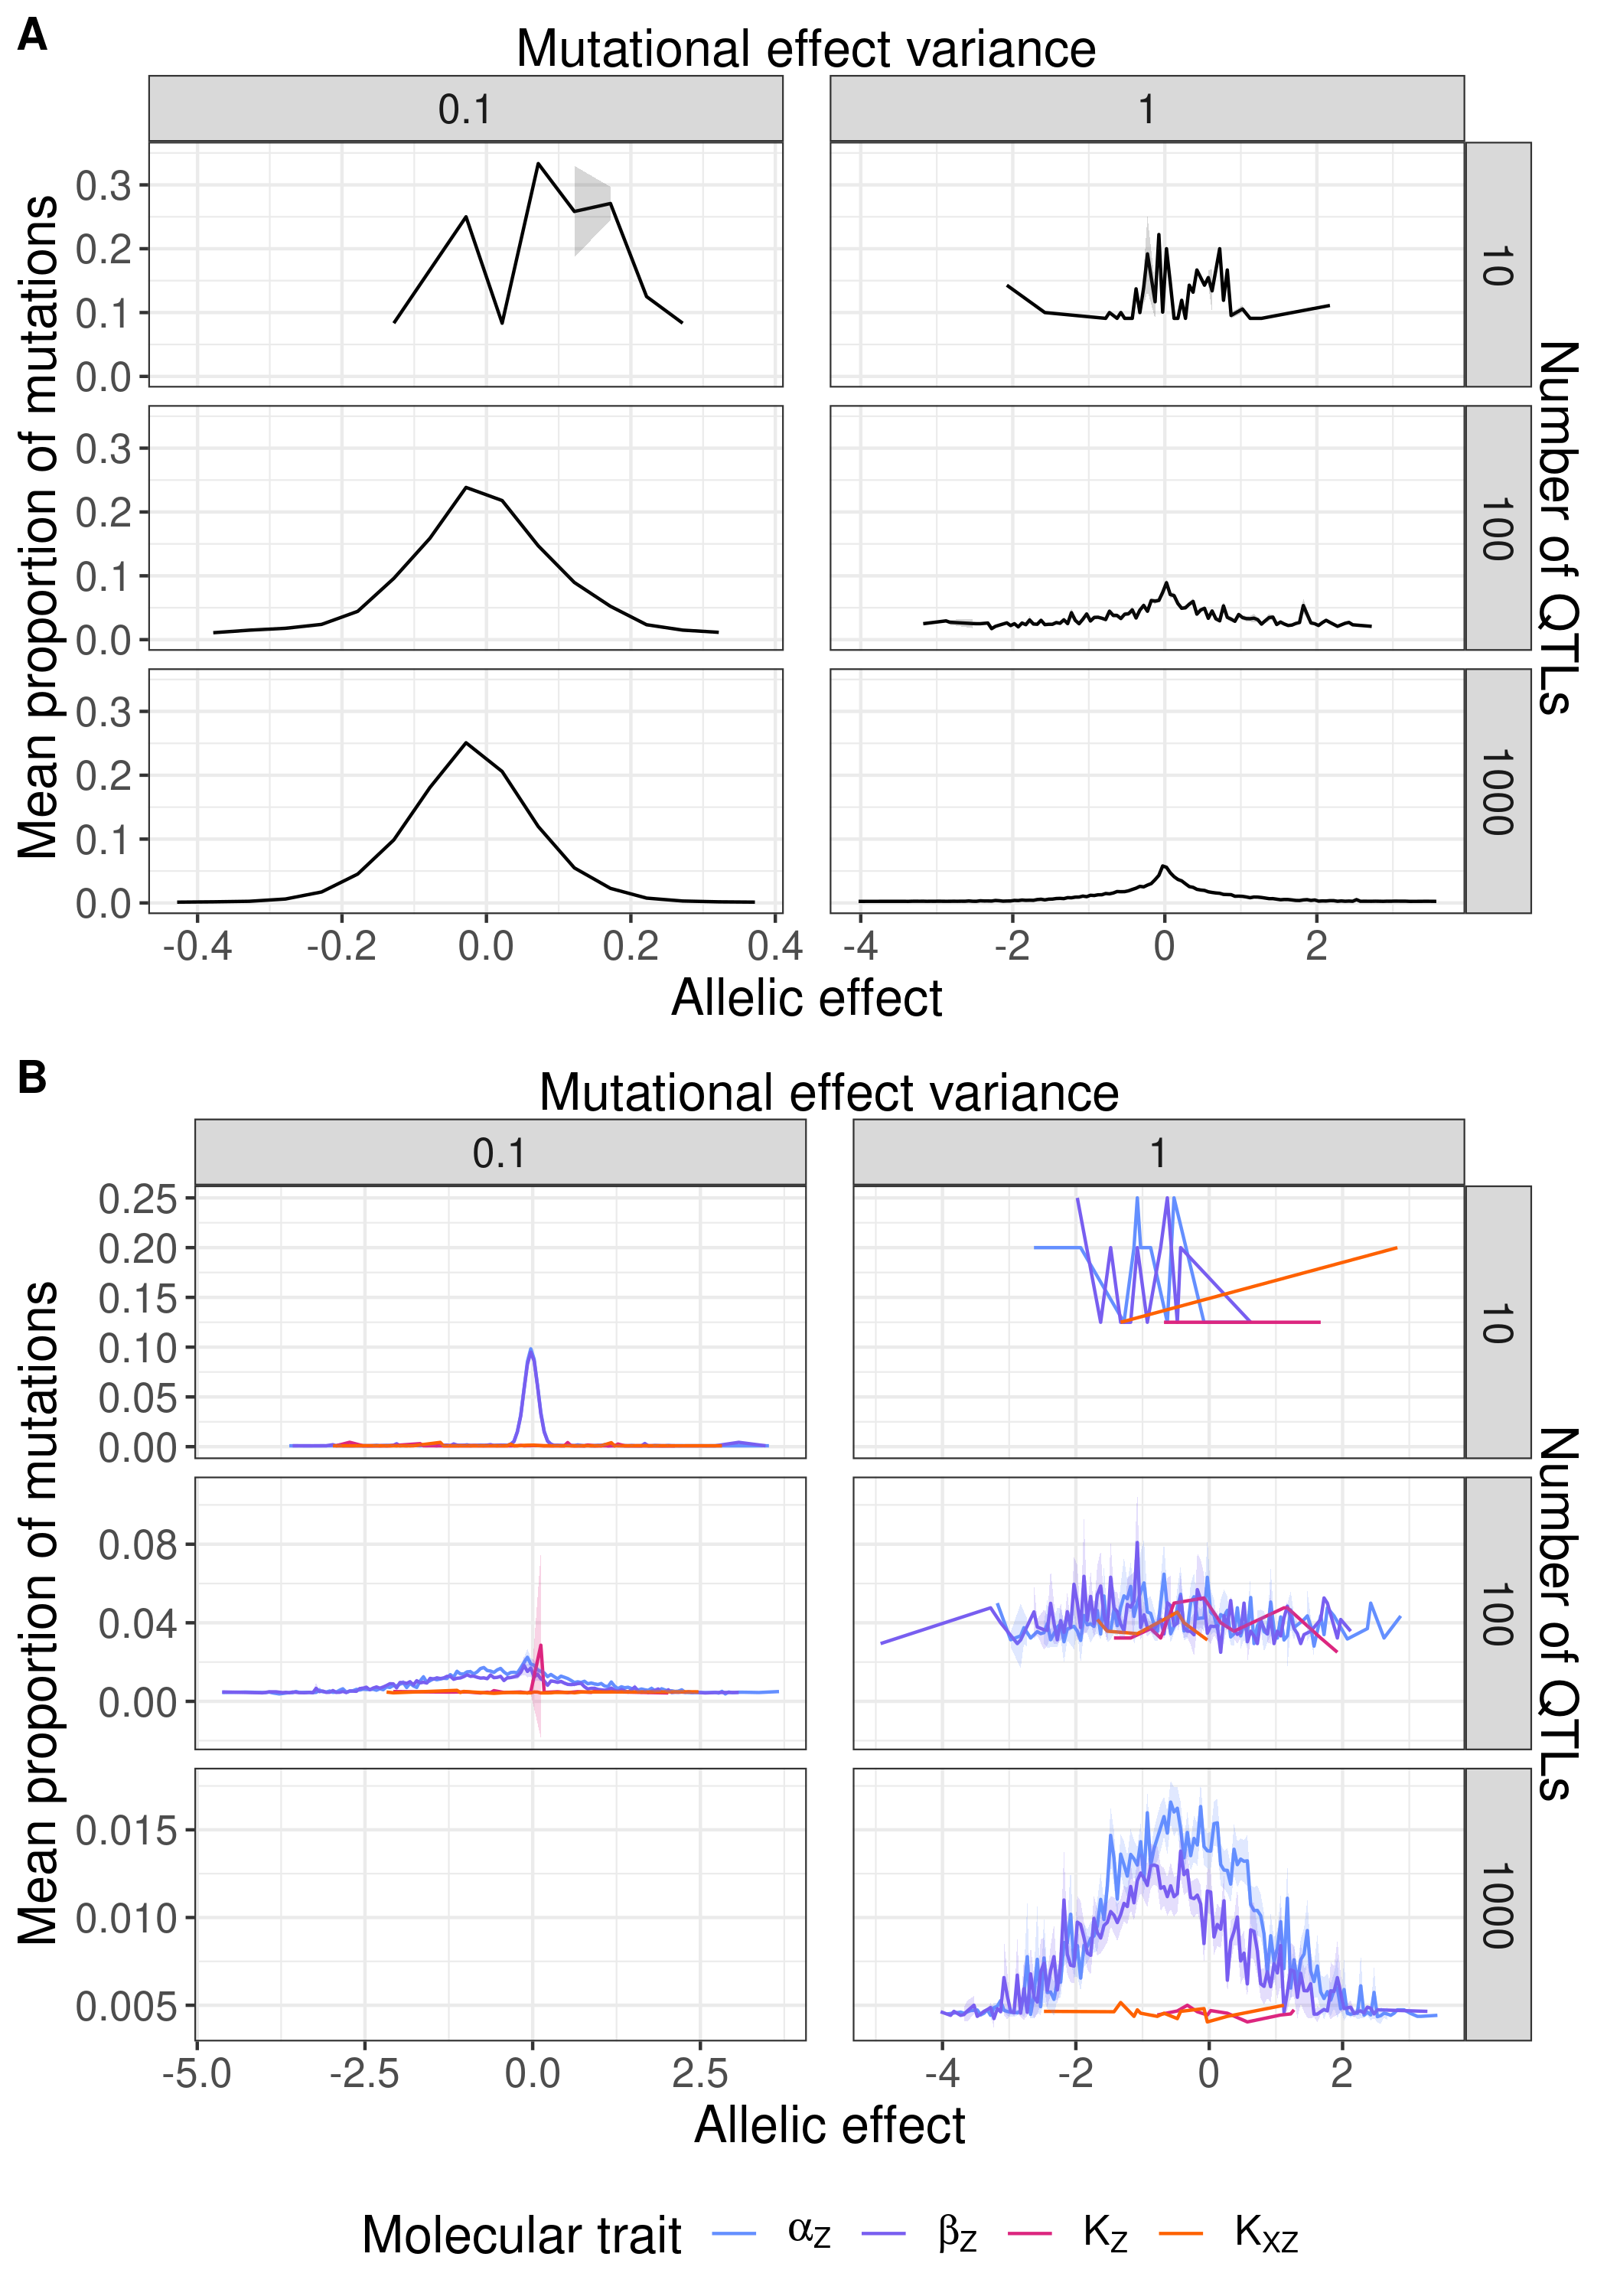 A
Mutational effect variance
0.1 1
Mean proportion of mutations
0.3
0.2
0.1
0.0
10
0.3
0.2
0.1
0.0
100
0.3
0.2
0.1
0.0
1000
Number of QTLs
-0.4 -0.2 0.0 0.2 0.4 -4 -2 0 2
Allelic effect
B
Mutational effect variance
0.1 1
Mean proportion of mutations
0.25
0.20
0.15
0.10
0.05
0.00
10
0.08
0.04
0.00
100
0.015
0.010
0.005
1000
Number of QTLs
-5.0 -2.5 0.0 2.5 -4 -2 0 2
Allelic effect
Molecular trait αZ βZ KZ KXZ